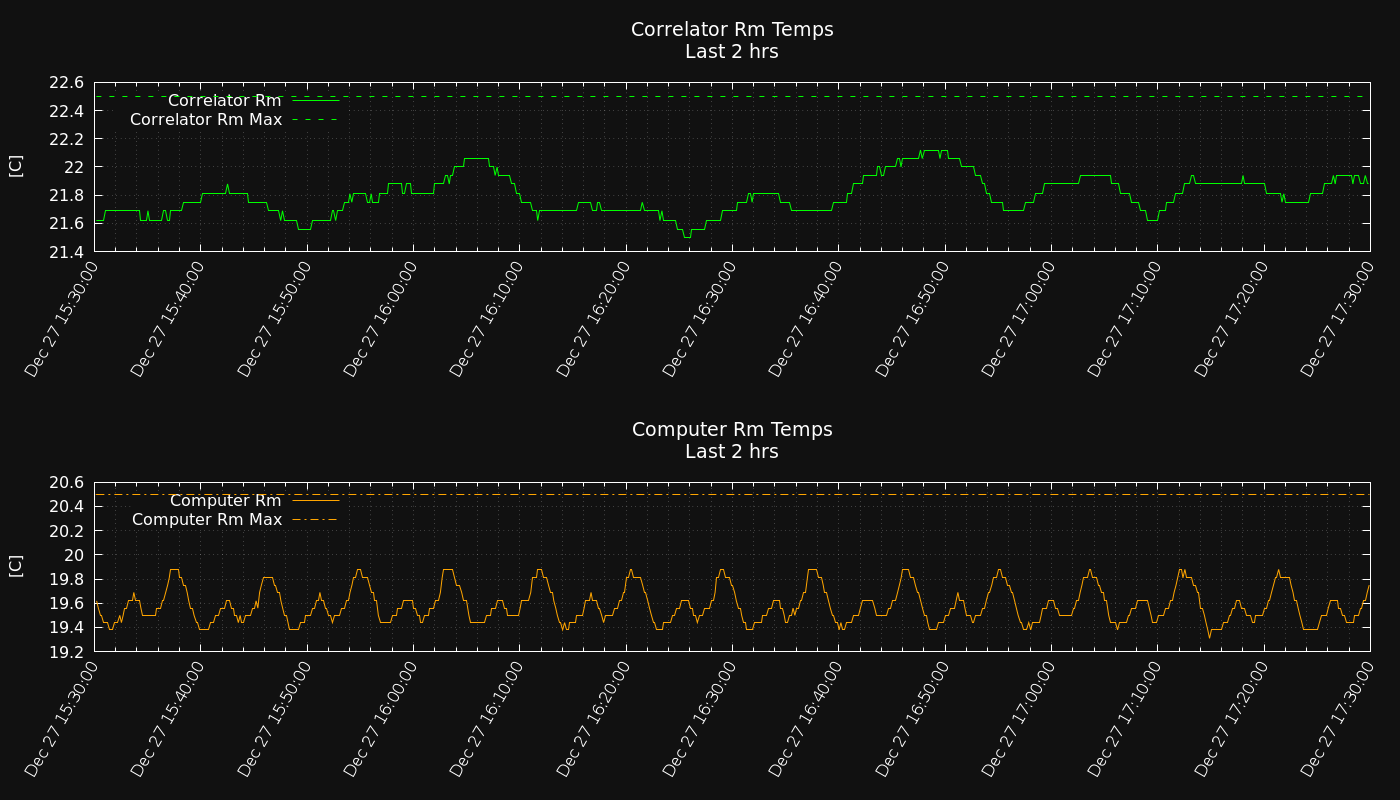 Correlator Rm Temps
Last 2 hrs
22.6
22.4
22.2
22
21.8
21.6
21.4
[C]
Correlator Rm
Correlator Rm Max
Dec 27 15:30:00
Dec 27 15:40:00
Dec 27 15:50:00
Dec 27 16:00:00
Dec 27 16:10:00
Dec 27 16:20:00
Dec 27 16:30:00
Dec 27 16:40:00
Dec 27 16:50:00
Dec 27 17:00:00
Dec 27 17:10:00
Dec 27 17:20:00
Dec 27 17:30:00
Computer Rm Temps
Last 2 hrs
20.6
20.4
20.2
20
19.8
19.6
19.4
19.2
[C]
Computer Rm
Computer Rm Max
Dec 27 15:30:00
Dec 27 15:40:00
Dec 27 15:50:00
Dec 27 16:00:00
Dec 27 16:10:00
Dec 27 16:20:00
Dec 27 16:30:00
Dec 27 16:40:00
Dec 27 16:50:00
Dec 27 17:00:00
Dec 27 17:10:00
Dec 27 17:20:00
Dec 27 17:30:00